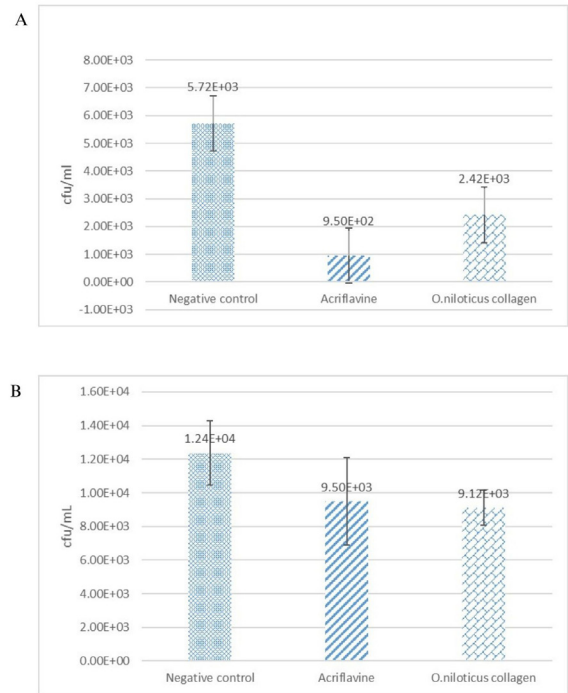 A
8.00E+03
7.00E+03
6.00E+03
5.00E+03
4.00E+03
3.00E+03
2.00E+03
1.00E+03
0.00E+00
-1.00E+03
cfu/ml
5.72E+03
9.50E+02
2.42E+03
Negative control
Acriflavine
O.niloticus collagen
B
1.60E+04
1.40E+04
1.20E+04
1.00E+04
8.00E+03
6.00E+03
4.00E+03
2.00E+03
0.00E+00
cfu/mL
1.24E+04
9.50E+03
9.12E+03
Negative control
Acriflavine
O.niloticus collagen